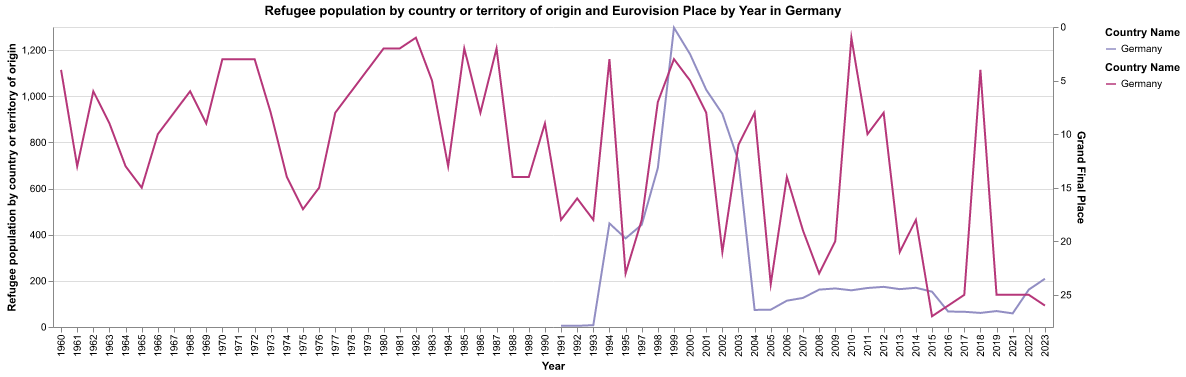 Refugee population by country or territory of origin and Eurovision Place by Year in Germany
Refugee population by country or territory of origin
1,200
1,000
800
600
400
200
0
0
5
10
15
20
25
Grand Final Place
Country Name
Germany
Country Name
Germany
1960 1961 1962 1963 1964 1965 1966 1967 1968 1969 1970 1971 1972 1973 1974 1975 1976 1977 1978 1979 1980 1981 1982 1983 1984 1985 1986 1987 1988 1989 1990 1991 1992 1993 1994 1995 1997 1998 1999 2000 2001 2002 2003 2004 2005 2006 2007 2008 2009 2010 2011 2012 2013 2014 2015 2016 2017 2018 2019 2021 2022 2023
Year